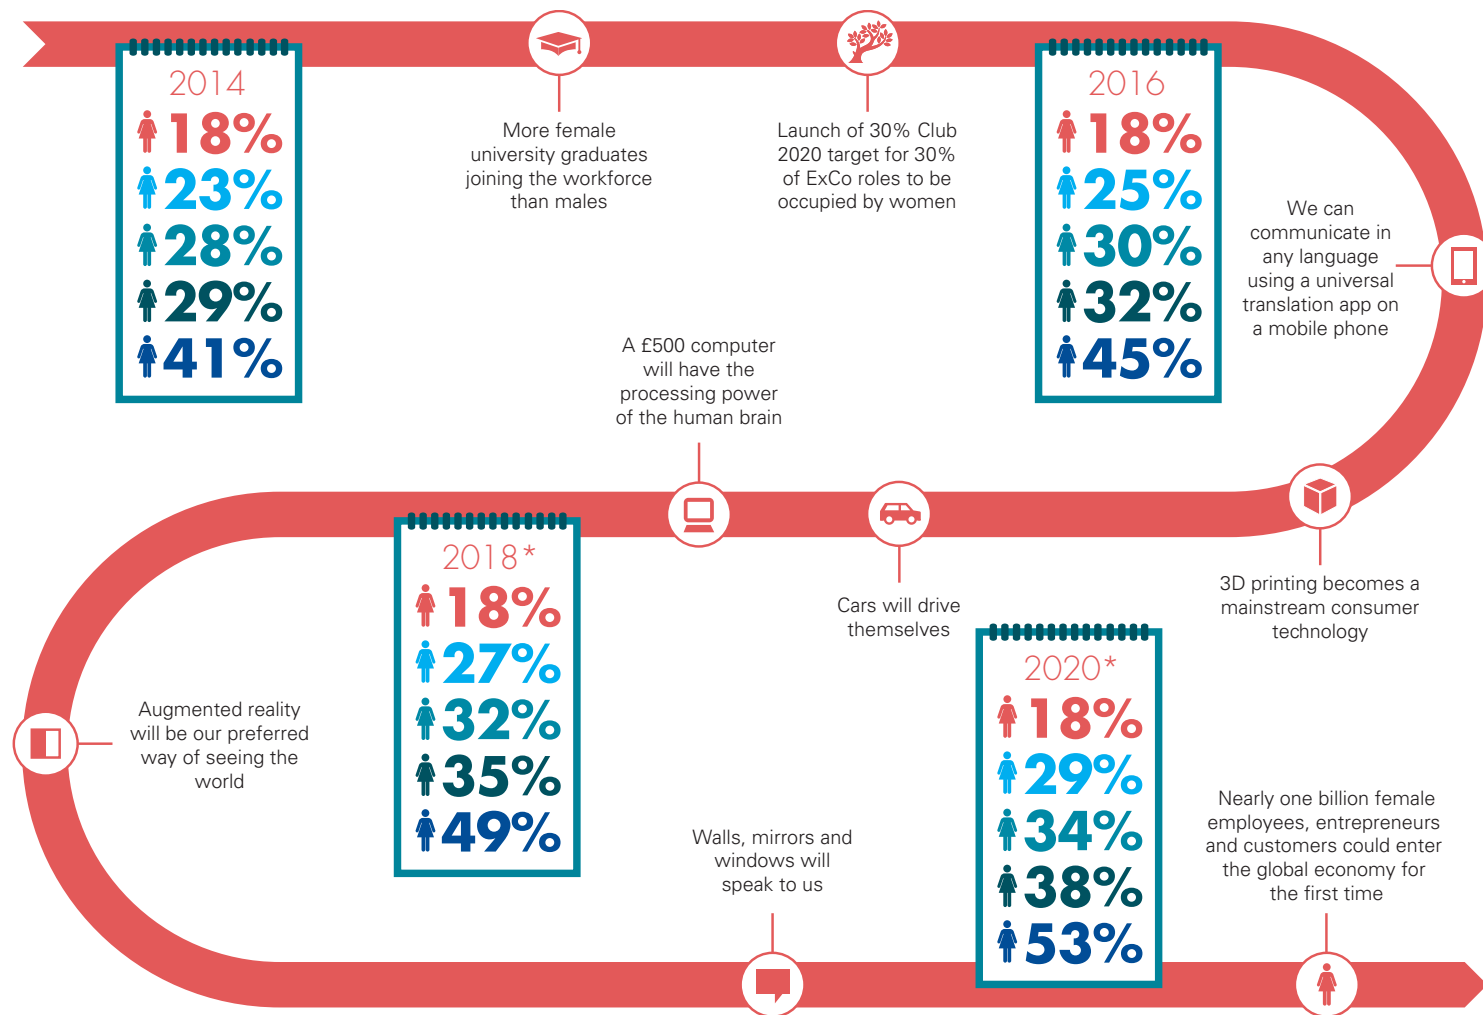 2014
18%
23%
28%
29%
41%
More female
university graduates
joining the workforce
than males
Launch of 30% Club
2020 target for 30%
of ExCo roles to be
occupied by women
2016
18%
25%
30%
32%
45%
We can
communicate in
any language
using a universal
translation app on
a mobile phone
3D printing becomes a
mainstream consumer
technology
Cars will drive
themselves
A £500 computer
will have the
processing power
of the human brain
2018*
18%
27%
32%
35%
49%
Augmented reality
will be our preferred
way of seeing the
world
Walls, mirrors and
windows will
speak to us
2020*
18%
29%
34%
38%
53%
Nearly one billion female
employees, entrepreneurs
and customers could enter
the global economy for
the first time